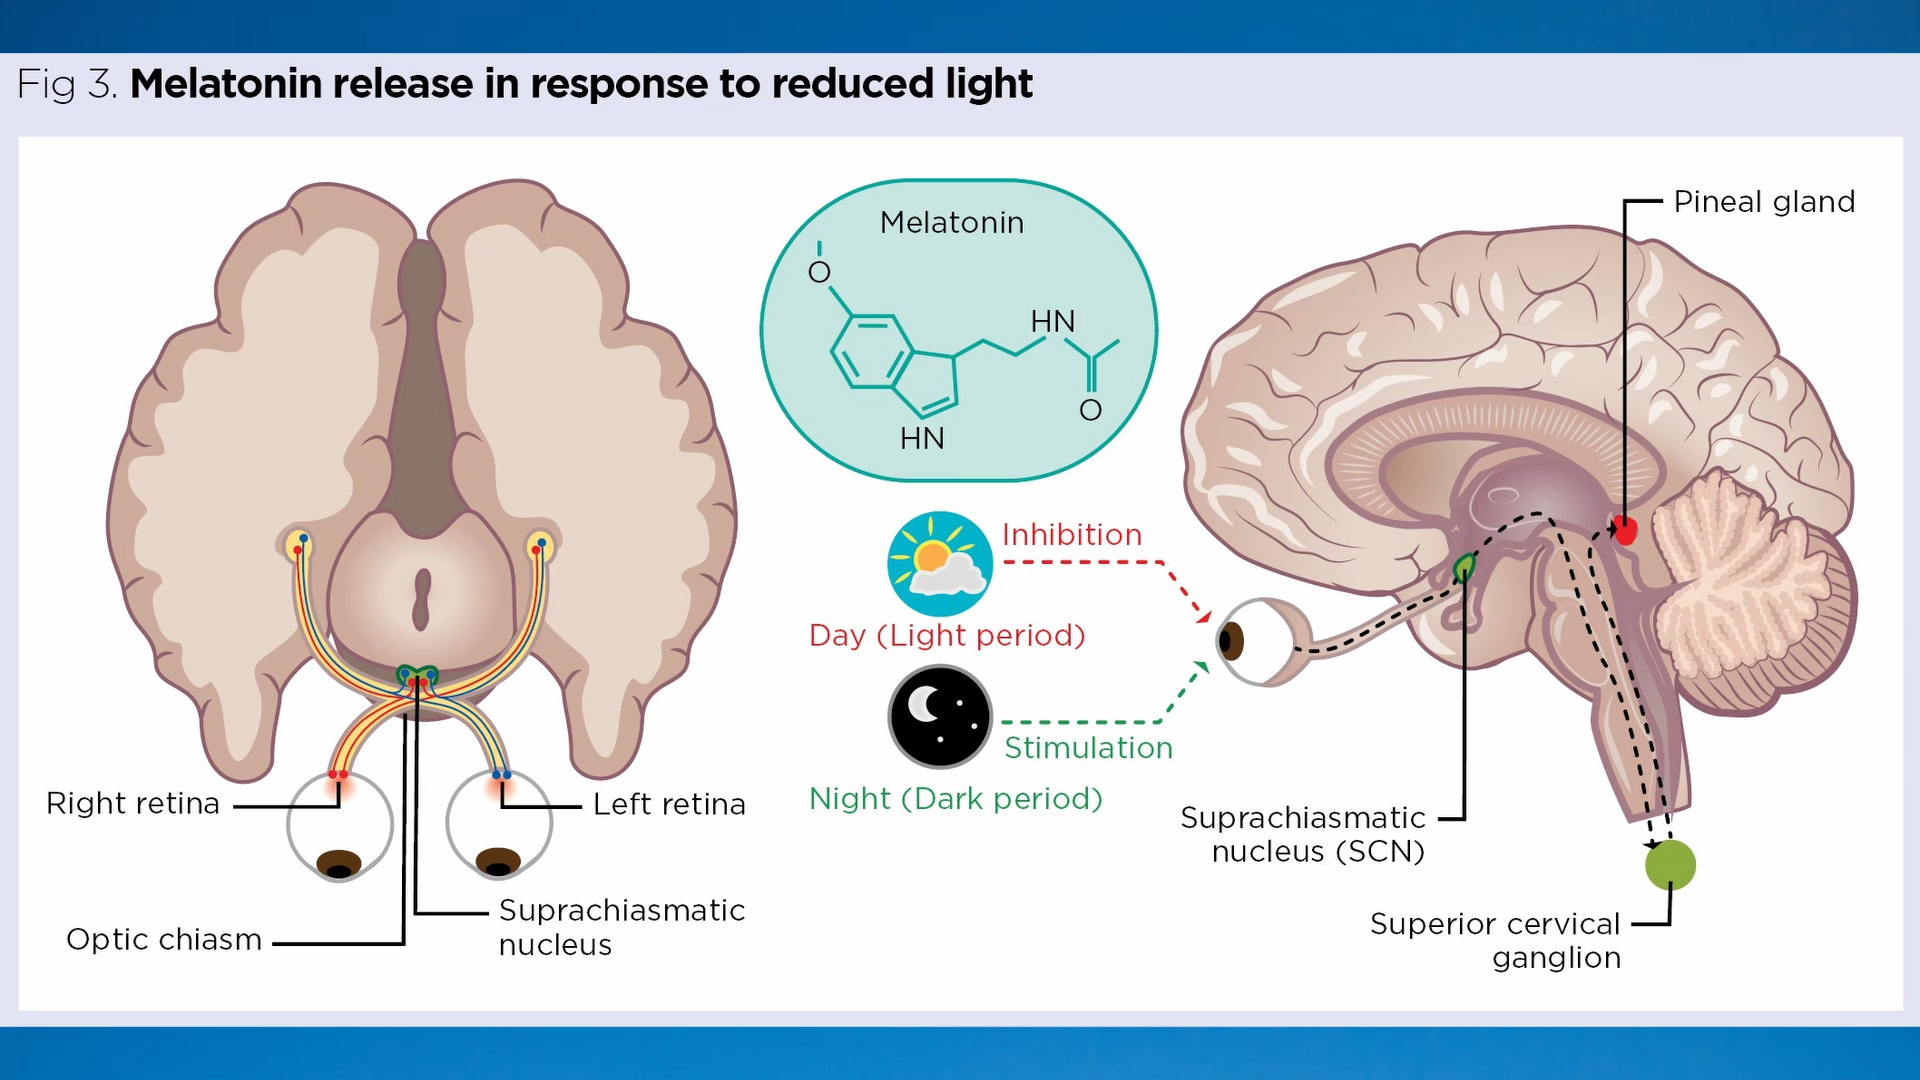 Fig 3. Melatonin release in response to reduced light
Pineal gland
Melatonin
O
HN
O
HN
Inhibition
Day (Light period)
Stimulation
Night (Dark period)
Right retina
Left retina
Suprachiasmatic
nucleus
Optic chiasm
Suprachiasmatic
nucleus (SCN)
Superior cervical
ganglion